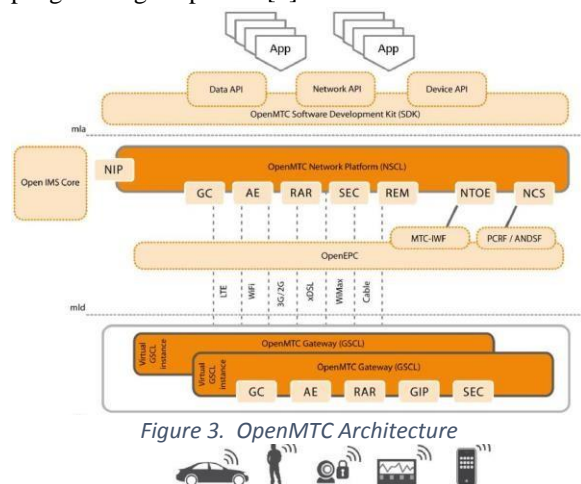 App
App
Data API
Network API
Device API
OpenMTC Software Development Kit (SDK)
mIa
Open IMS Core
NIP
OpenMTC Network Platform (NSCL)
GC
AE
RAR
SEC
REM
NTOE
NCS
MTC-IWF
PCRF / ANDSF
OpenEPC
LTE
WiFi
3G/2G
xDSL
WiMax
Cable
mId
Virtual
GSCL
instance
OpenMTC Gateway (GSCL)
Virtual
GSCL
instance
OpenMTC Gateway (GSCL)
GC
AE
RAR
GIP
SEC
Figure 3. OpenMTC Architecture